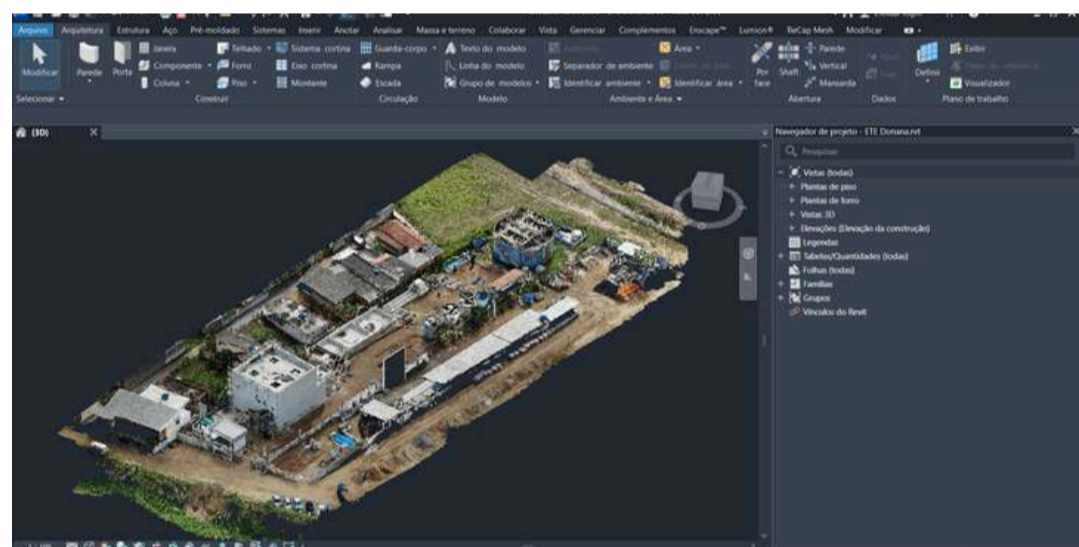 Arquivo Arquitetura Estrutura Aço Pré-moldado Sistemas Inserir Anotar Analisar Massa e terreno Colaborar Vista Gerenciar Complementos Enscape™ Lumion® ReCap Mesh Modificar
Modificar Parede Porta Janela Telhado Sistema cortina Guarda-corpo Texto do modelo Ambiente Área Por face Shaft Parede Definir Exibir
Componente Forro Eixo cortina Rampa Linha do modelo Separador de ambiente Vertical
Coluna Piso Montante Escada Grupo de modelos Identificar ambiente Identificar área Mansarda Visualizador
Selecionar Construir Circulação Modelo Ambiente e Área Abertura Dados Plano de trabalho
{3D} X
Navegador de projeto - ETE Donana.rvt X
Pesquisar
Vistas (todas)
Plantas de piso
Plantas de forro
Vistas 3D
Elevações (Elevação da construção)
Legendas
Tabelas/Quantidades (todas)
Folhas (todas)
Famílias
Grupos
Vínculos do Revit